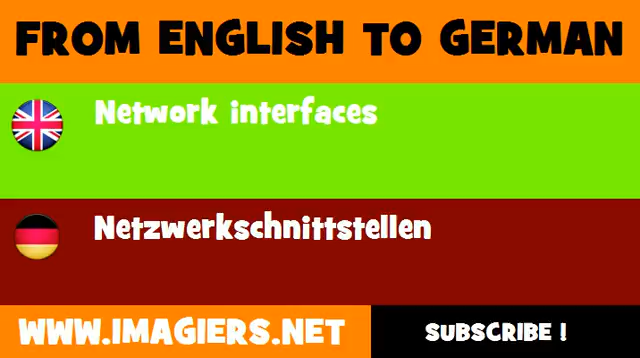 FROM ENGLISH TO GERMAN
Network interfaces
Netzwerkschnittstellen
WWW.IMAGIERS.NET
SUBSCRIBE !